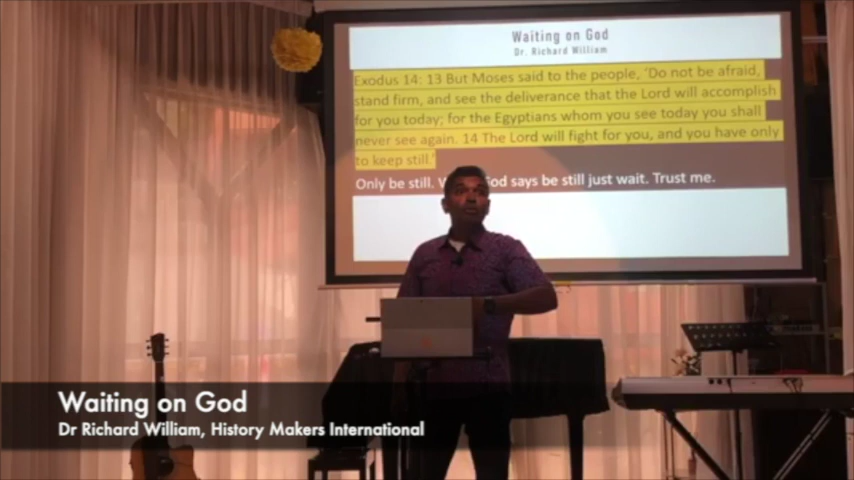 Waiting on God
Dr. Richard William
Exodus 14: 13 But Moses said to the people, 'Do not be afraid,
stand firm, and see the deliverance that the Lord will accomplish
for you today; for the Egyptians whom you see today you shall
never see again. 14 The Lord will fight for you, and you have only
to keep still.'
Only be still. God says be still just wait. Trust me.
Waiting on God
Dr Richard William, History Makers International